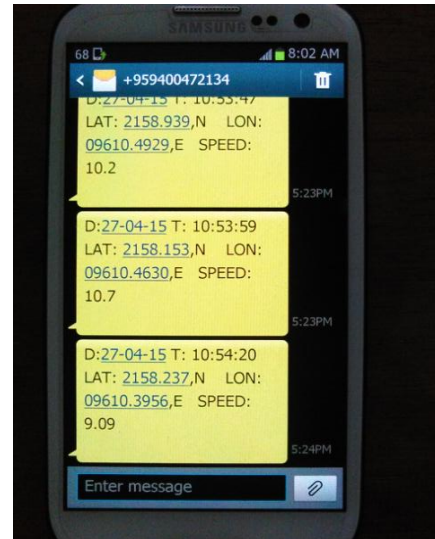 SAMSUNG
68 8:02 AM
< +959400472134
D:27-04-15 T: 10:53:47
LAT: 2158.939,N LON:
09610.4929,E SPEED:
10.2
5:23PM
D:27-04-15 T: 10:53:59
LAT: 2158.153,N LON:
09610.4630,E SPEED:
10.7
5:23PM
D:27-04-15 T: 10:54:20
LAT: 2158.237,N LON:
09610.3956,E SPEED:
9.09
5:24PM
Enter message